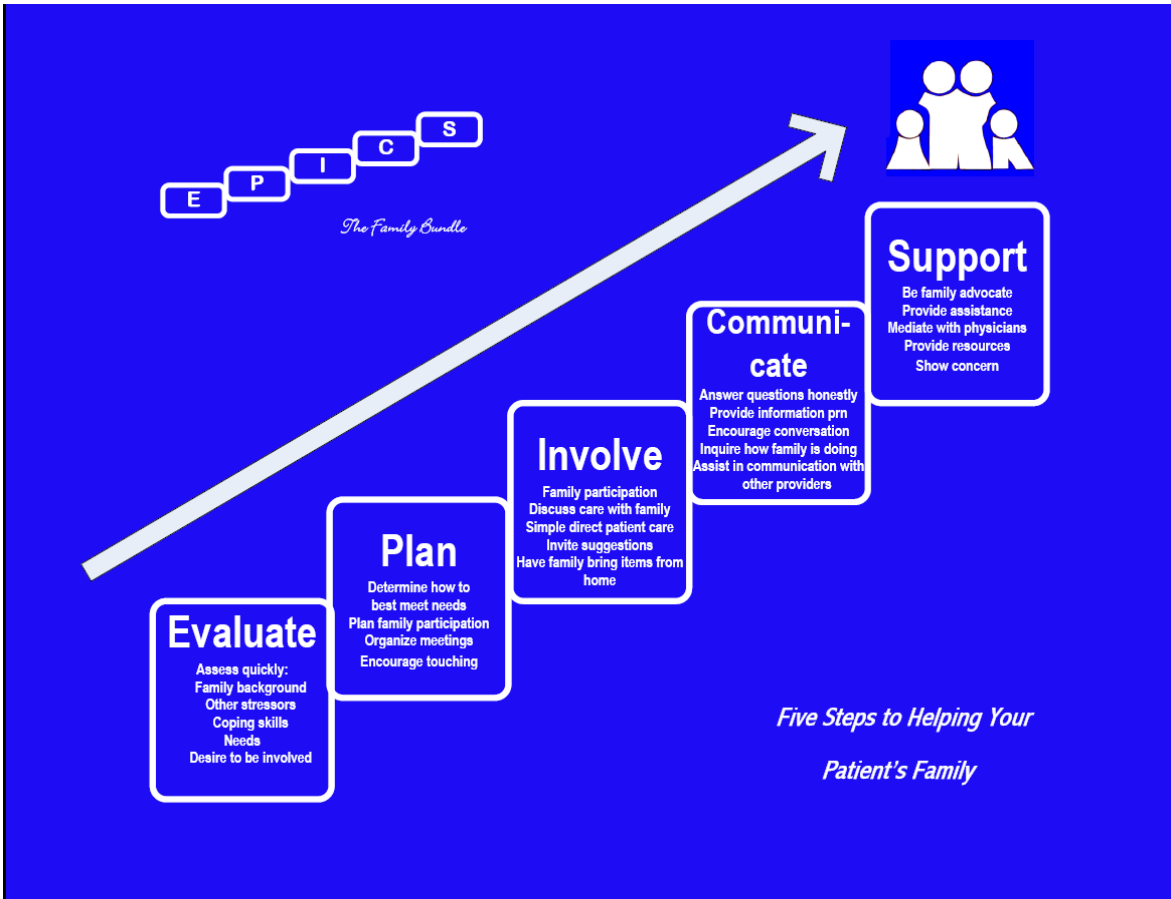 E P I C S
The Family Bundle
Support
Be family advocate
Provide assistance
Mediate with physicians
Provide resources
Show concern
Communi-
cate
Answer questions honestly
Provide information prn
Encourage conversation
Inquire how family is doing
Assist in communication with
other providers
Involve
Family participation
Discuss care with family
Simple direct patient care
Invite suggestions
Have family bring items from
home
Plan
Determine how to
best meet needs
Plan family participation
Organize meetings
Encourage touching
Evaluate
Assess quickly:
Family background
Other stressors
Coping skills
Needs
Desire to be involved
Five Steps to Helping Your
Patient's Family